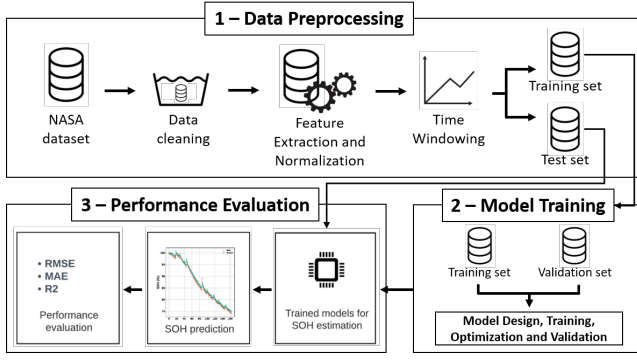 1 – Data Preprocessing
NASA
dataset
Data
cleaning
Feature
Extraction and
Normalization
Time
Windowing
Training set
Test set
3 – Performance Evaluation
2 – Model Training
• RMSE
• MAE
• R2
Performance
evaluation
SOH (%)
SOH prediction
Trained models for
SOH estimation
Training set
Validation set
Model Design, Training,
Optimization and Validation